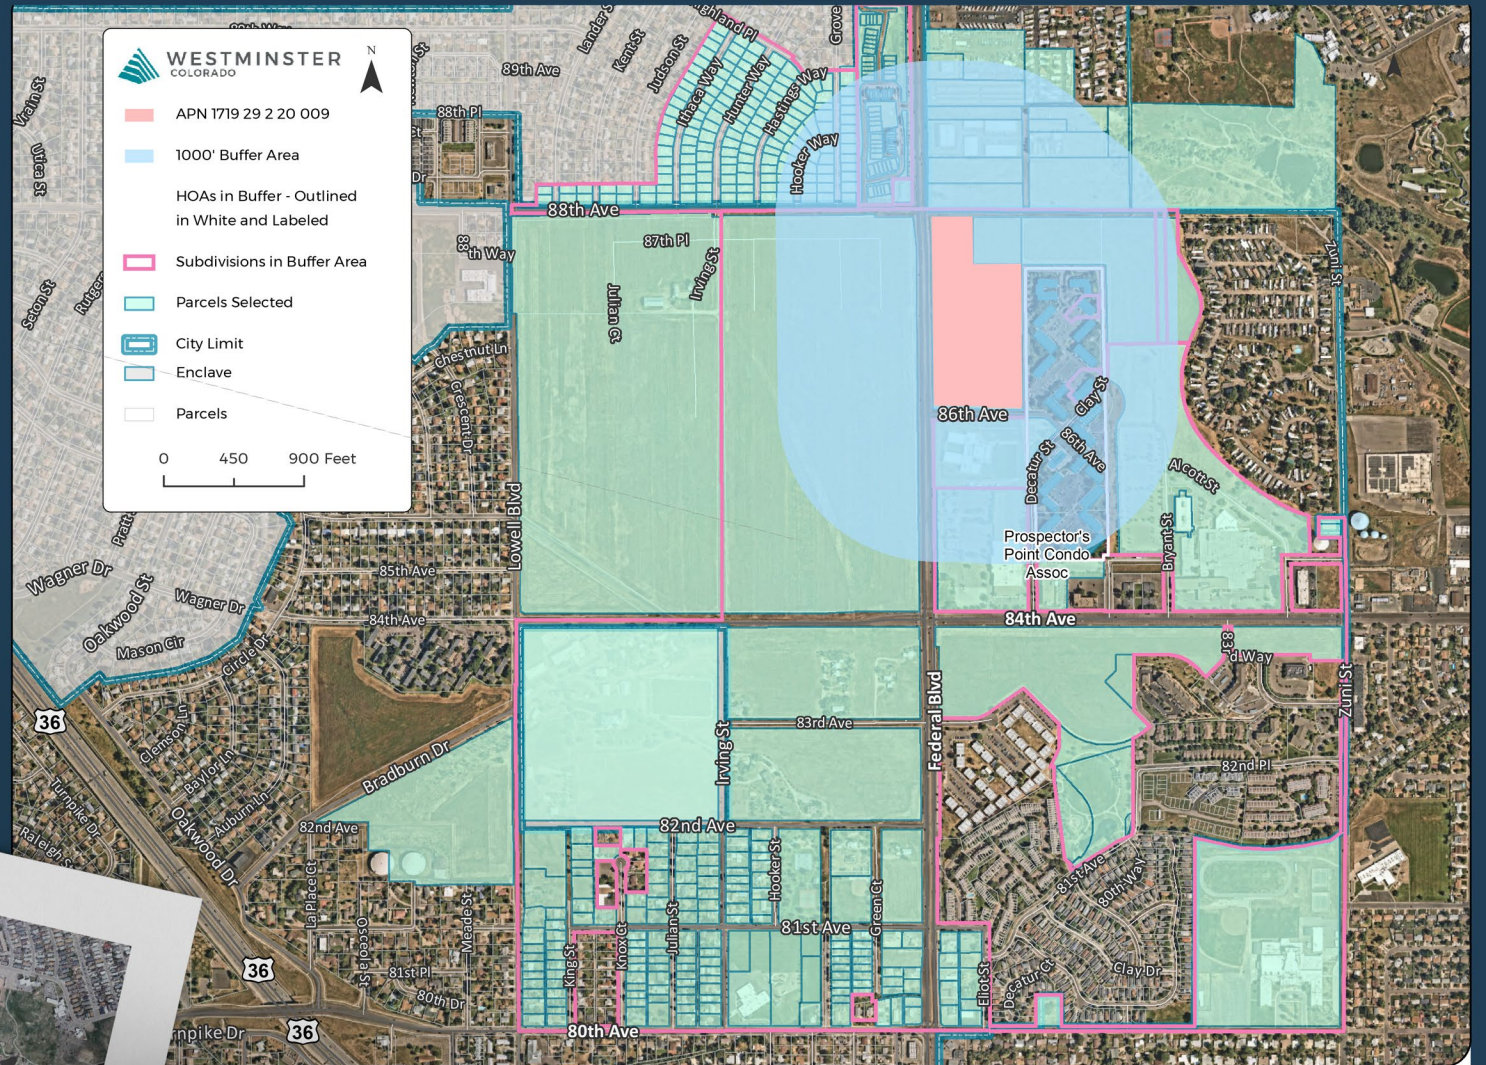 WESTMINSTER
COLORADO
N
APN 1719 29 2 20 009
1000' Buffer Area
HOAs in Buffer - Outlined
in White and Labeled
Subdivisions in Buffer Area
Parcels Selected
City Limit
Enclave
Parcels
0 450 900 Feet
89th Ave
Kent St
Judson St
Ithaca Way
Hunter Way
Hastings Way
Hooker Way
Grove
88th Pl
Dr
Vrain St
Utica St
88th Ave
88th Way
87th Pl
Irving St
Julian Ct
Zuni St
Seton St
Chestnut Ln
Crescent Dr
86th Ave
Clay St
86th Ave
Decatur St
Alcott St
Bryant St
Lowell Blvd
Prospector's
Point Condo
Assoc
85th Ave
Wagner Dr
Wagner Dr
Oakwood St
Mason Cir
Circle Dr
84th Ave
84th Ave
83rd Way
36
Clemson Ln
Baylor Ln
Auburn Ln
Bradburn Dr
Turnpike Dr
Oakwood Dr
Irving St
83rd Ave
Federal Blvd
82nd Pl
Zuni St
82nd Ave
82nd Ave
Hooker St
81st Ave
80th Way
La Place Ct
Osceola St
Meade St
Julian St
Green Ct
81st Ave
King St
Knox Ct
36
81st Pl
80th Dr
Eliot St
Decatur Ct
Clay Dr
36
rnpike Dr
80th Ave